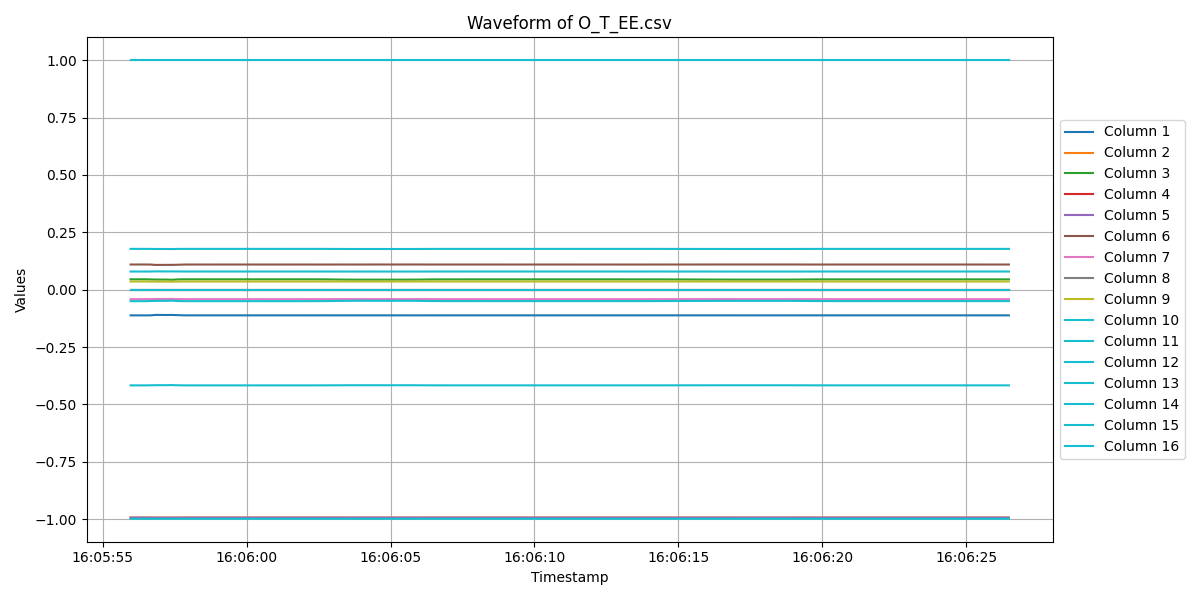 Waveform of O_T_EE.csv
1.00
0.75
0.50
0.25
0.00
−0.25
−0.50
−0.75
−1.00
Values
16:05:55 16:06:00 16:06:05 16:06:10 16:06:15 16:06:20 16:06:25
Timestamp
Column 1
Column 2
Column 3
Column 4
Column 5
Column 6
Column 7
Column 8
Column 9
Column 10
Column 11
Column 12
Column 13
Column 14
Column 15
Column 16